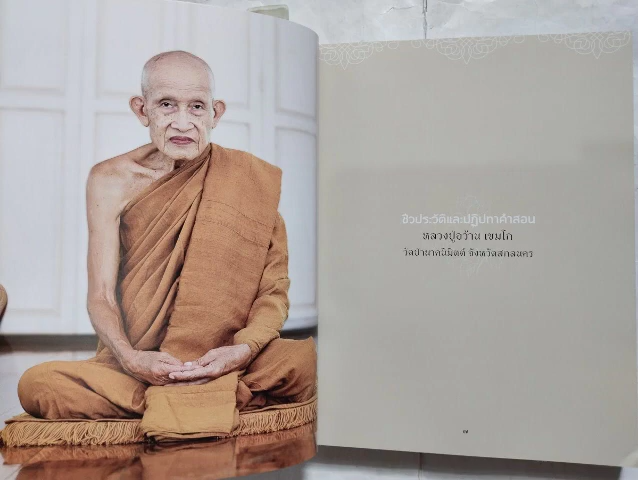 ชีวประวัติและปฏิปทาคำสอน
หลวงปู่อว้าน เขมโก
วัดป่านาคนิมิตต์ จังหวัดสกลนคร